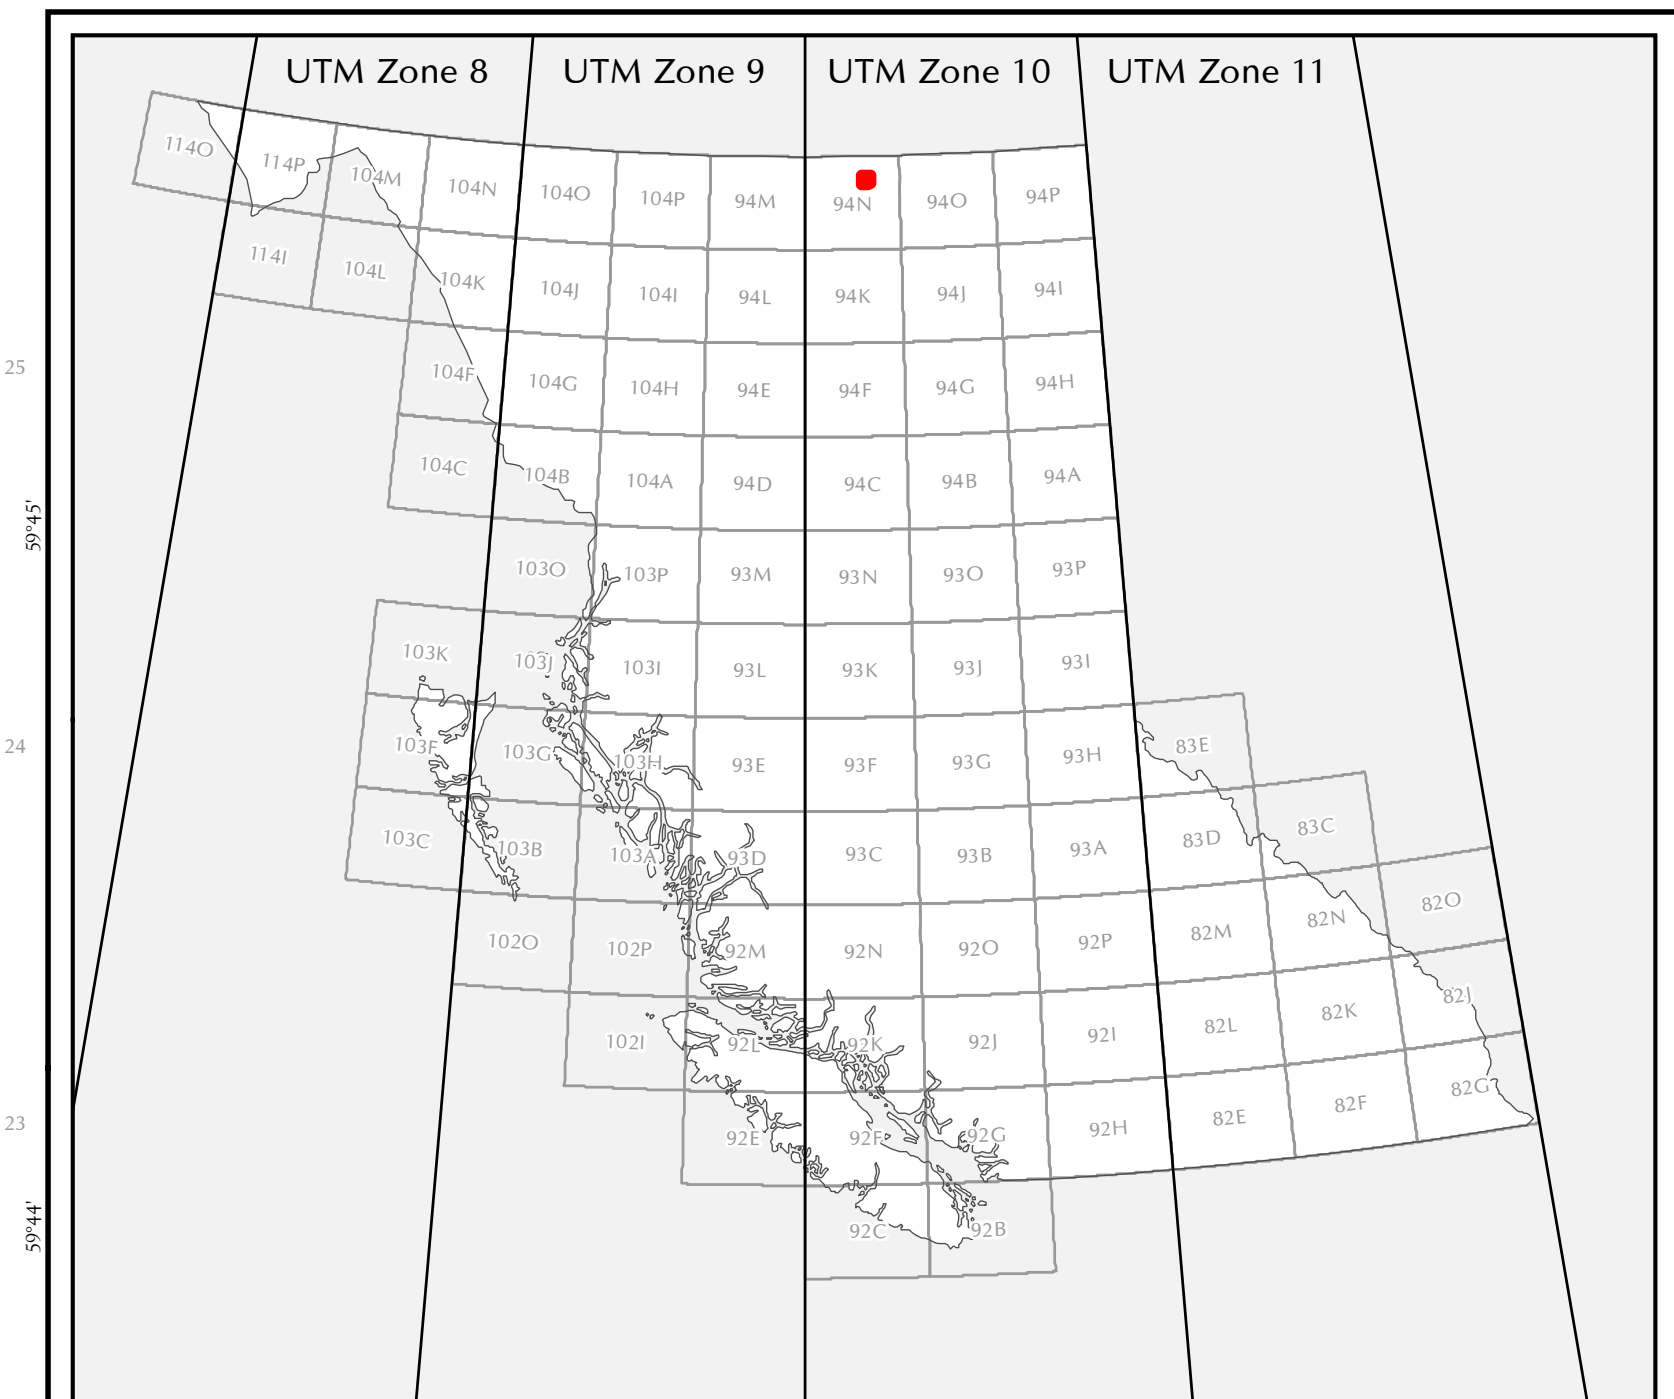 UTM Zone 8 UTM Zone 9 UTM Zone 10 UTM Zone 11
114O 114P 104M 104N 104O 104P 94M 94N 94O 94P
114I 104L 104K 104J 104I 94L 94K 94J 94I
25
104F 104G 104H 94E 94F 94G 94H
104C 104B 104A 94D 94C 94B 94A
59°45'
103O 103P 93M 93N 93O 93P
103K 103J 103I 93L 93K 93J 93I
24
103F 103G 103H 93E 93F 93G 93H 83E
103C 103B 103A 93D 93C 93B 93A 83D 83C
102O 102P 92M 92N 92O 92P 82M 82N 82O
102I 92L 92K 92J 92I 82L 82K 82J
23
92E 92F 92G 92H 82E 82F 82G
59°44'
92C 92B